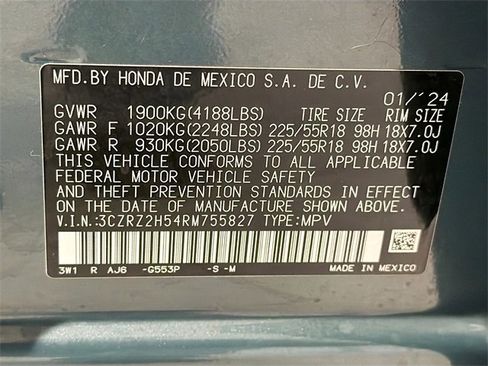 MFD.BY HONDA DE MEXICO S.A. DE C.V.
01/'24
GVWR 1900KG(4188LBS) TIRE SIZE RIM SIZE
GAWR F 1020KG(2248LBS) 225/55R18 98H 18X7.0J
GAWR R 930KG(2050LBS) 225/55R18 98H 18X7.0J
THIS VEHICLE CONFORMS TO ALL APPLICABLE
FEDERAL MOTOR VEHICLE SAFETY
AND THEFT PREVENTION STANDARDS IN EFFECT
ON THE DATE OF MANUFACTURE SHOWN ABOVE.
V.I.N.:3CZRZ2H54RM755827 TYPE:MPV
3W1 R AJ6 -G553P -S -M MADE IN MEXICO